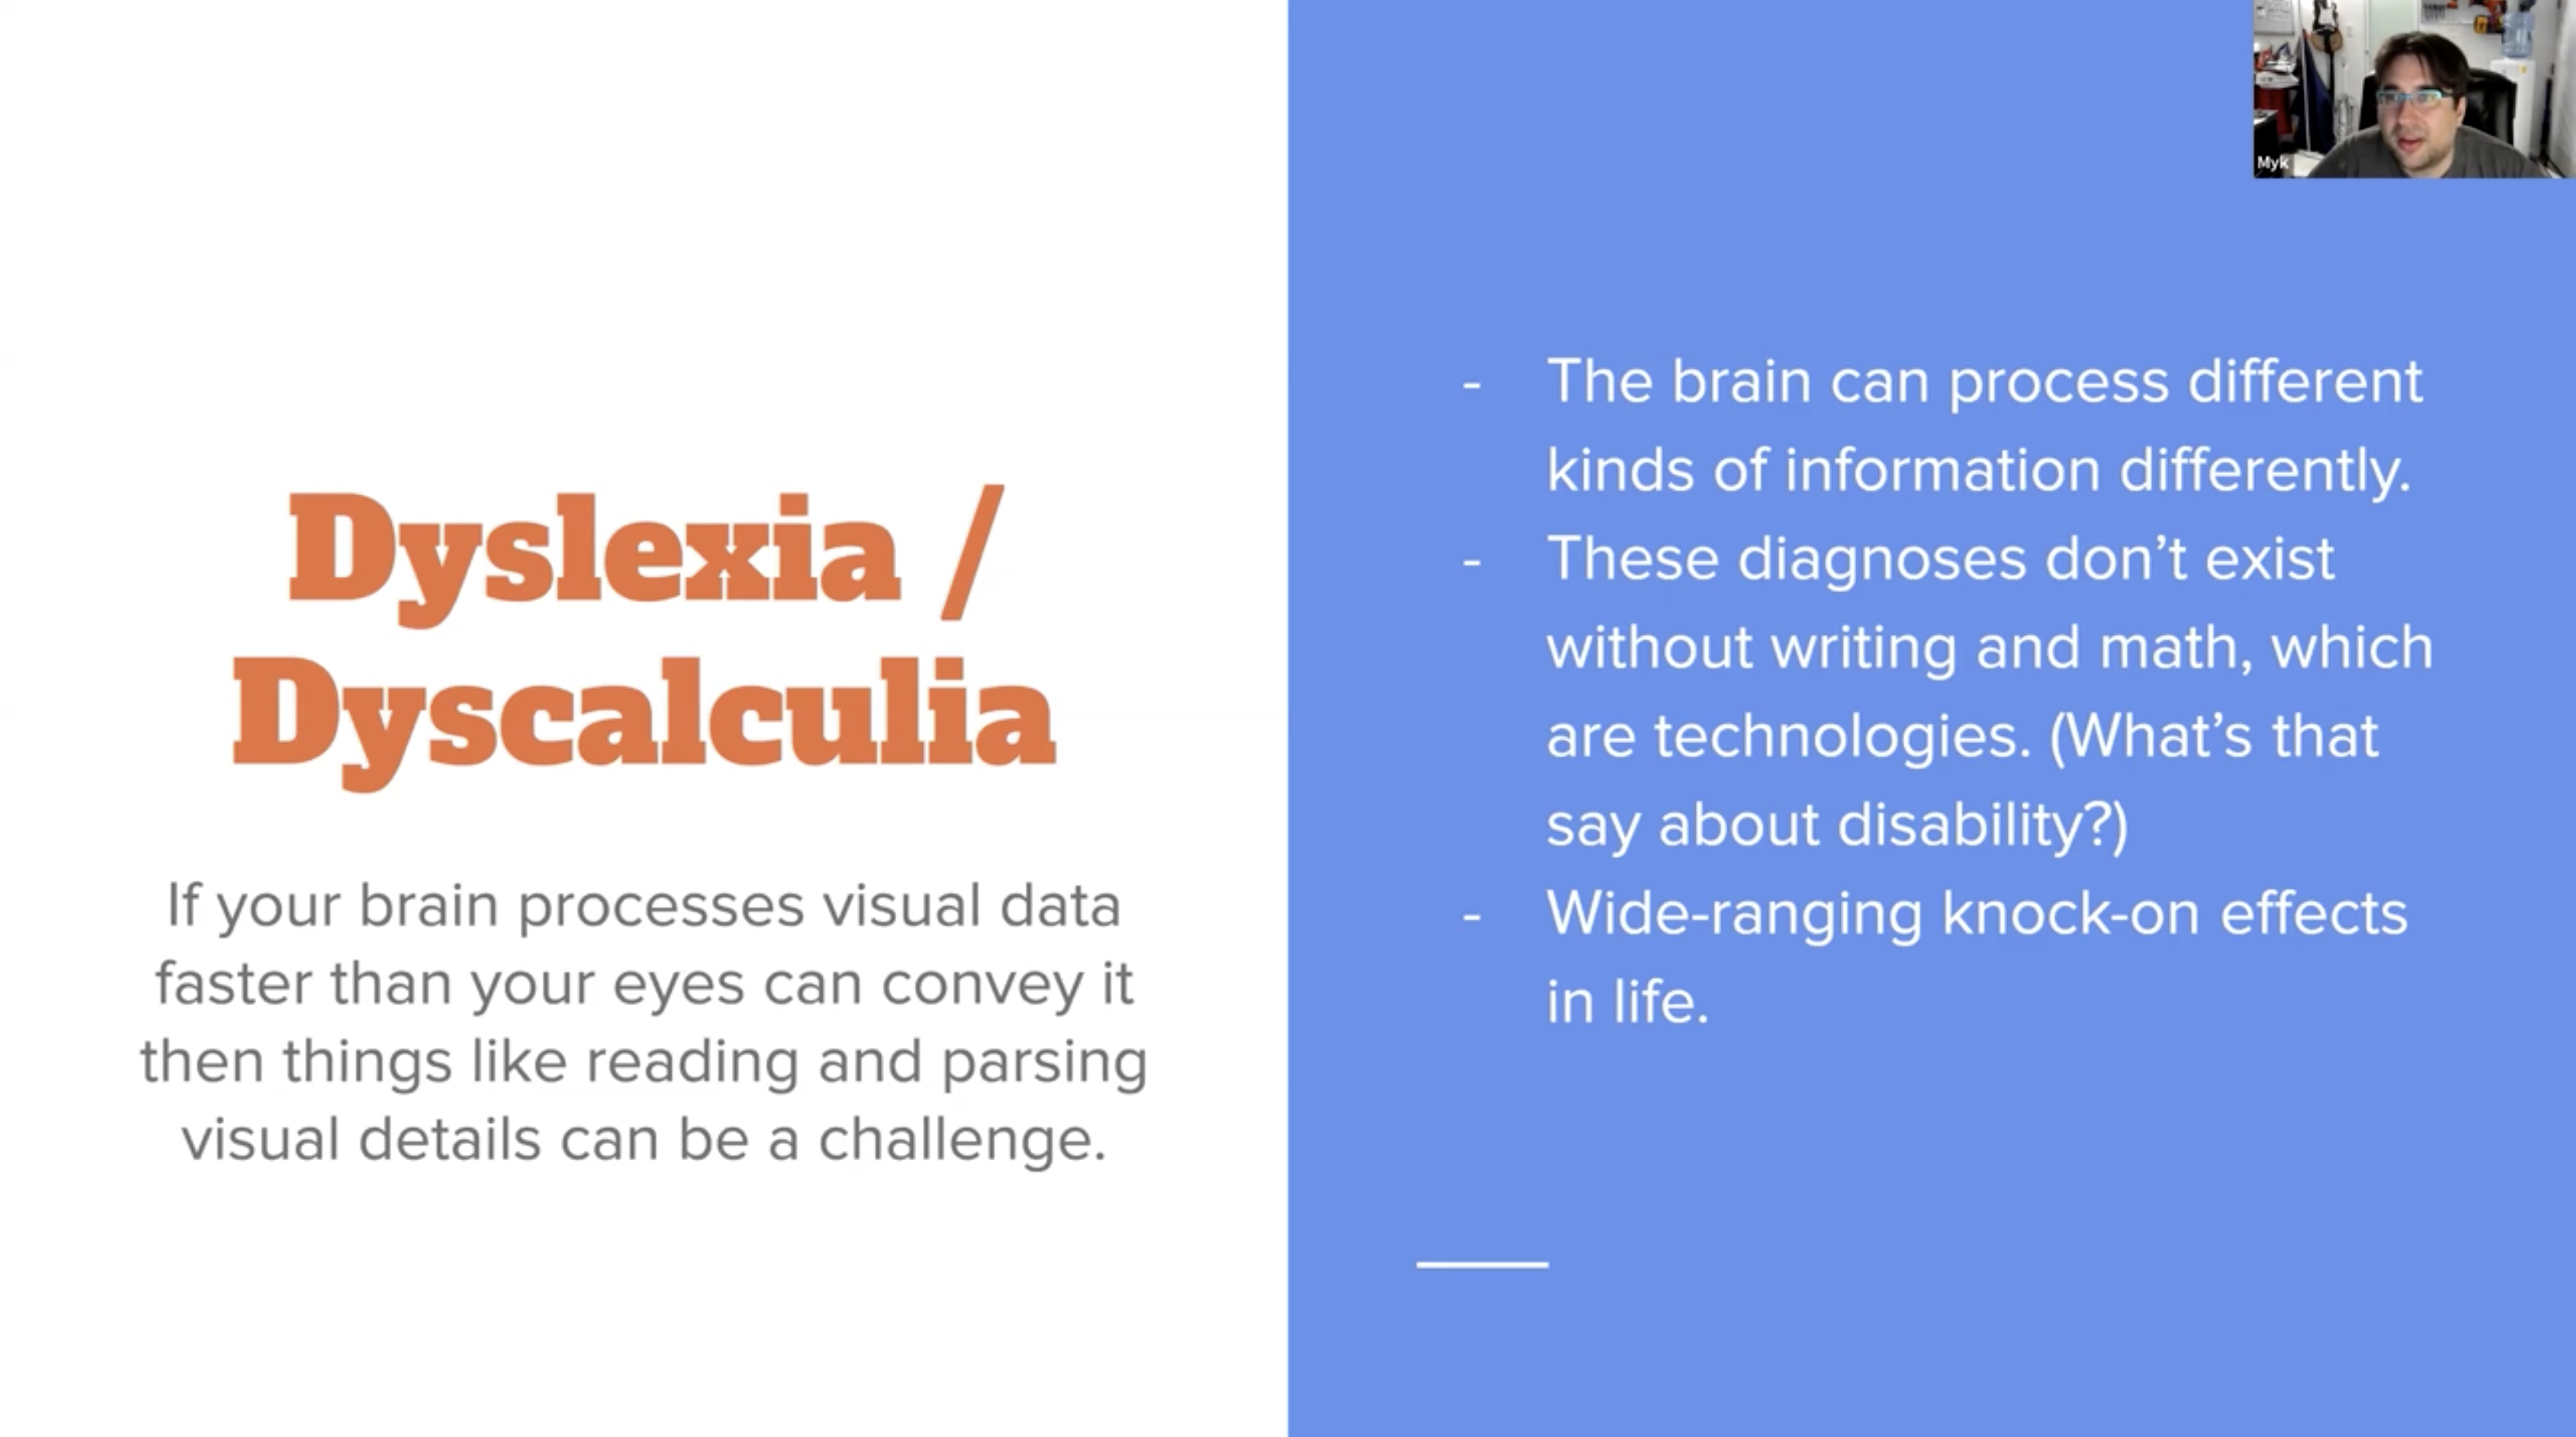 Dyslexia /
Dyscalculia
If your brain processes visual data
faster than your eyes can convey it
then things like reading and parsing
visual details can be a challenge.
- The brain can process different
kinds of information differently.
- These diagnoses don’t exist
without writing and math, which
are technologies. (What’s that
say about disability?)
- Wide-ranging knock-on effects
in life.
Myk